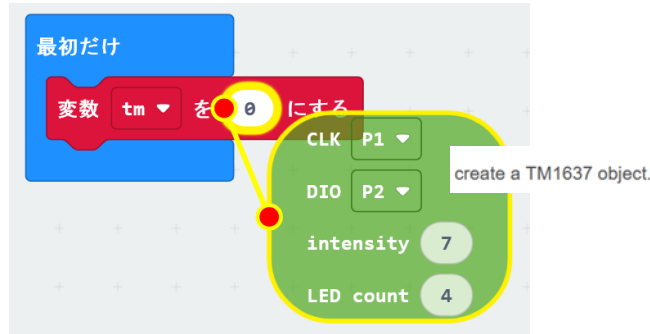 最初だけ
変数 tm を 0 にする
CLK P1
create a TM1637 object.
DIO P2
intensity 7
LED count 4